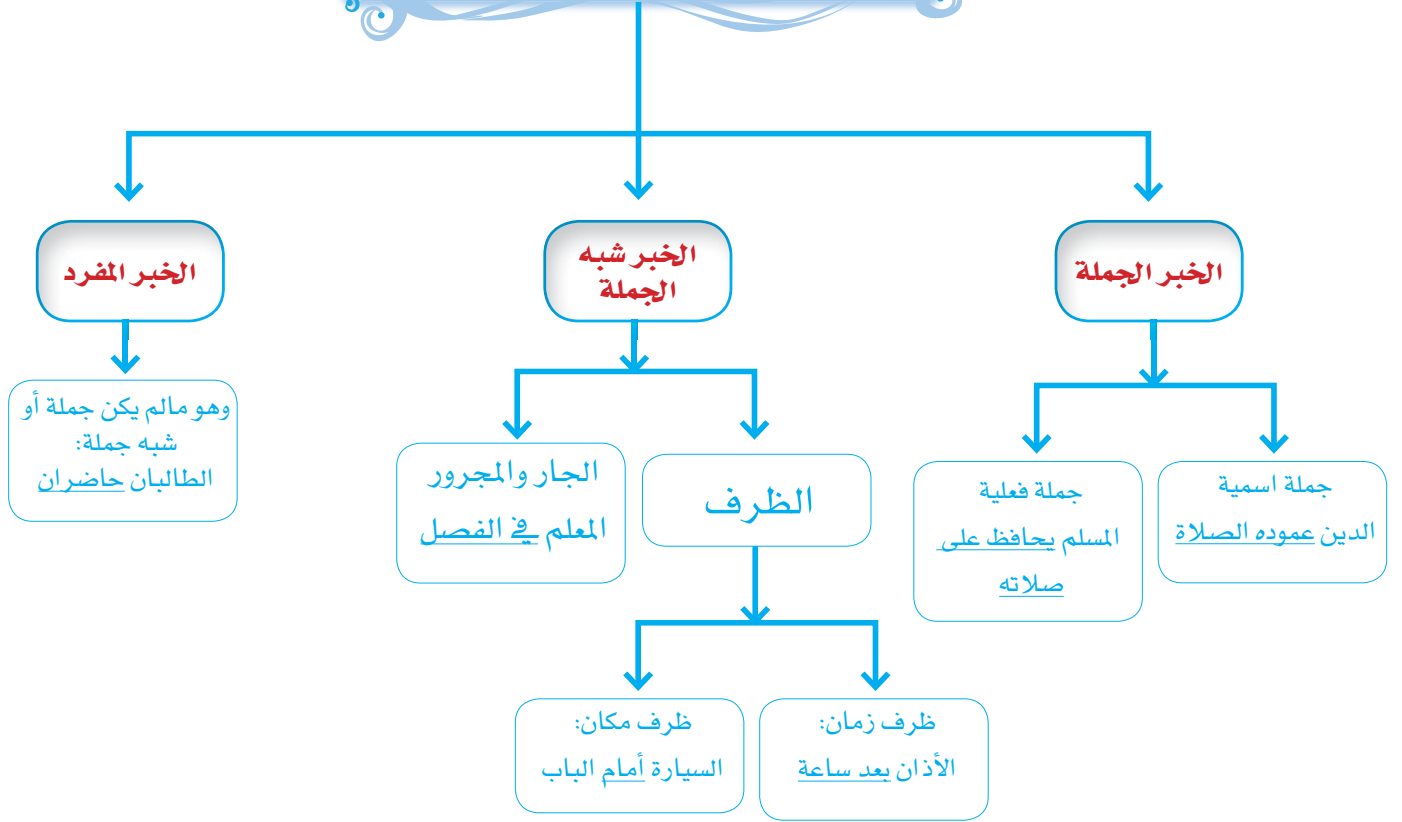 الخبر الجملة
الخبر شبه
الجملة
الخبر المفرد
وهو مالم يكن جملة أو
شبه جملة:
الطالبان حاضران
الجار والمجرور
المعلم في الفصل
الظرف
جملة فعلية
المسلم يحافظ على
صلاته
جملة اسمية
الدين عموده الصلاة
ظرف زمان:
الأذان بعد ساعة
ظرف مكان:
السيارة أمام الباب